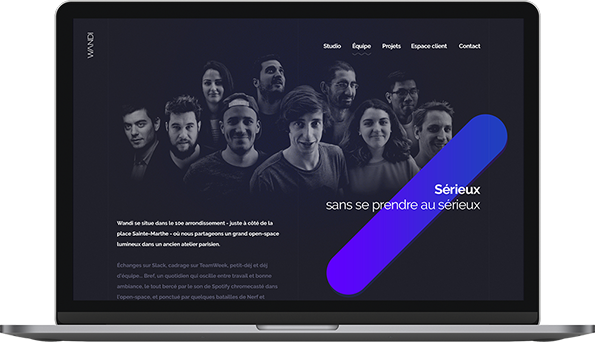 WANDI
Studio Équipe Projets Espace client Contact
Sérieux
sans se prendre au sérieux
Wandi se situe dans le 10e arrondissement - juste à côté de la
place Sainte-Marthe - où nous partageons un grand open-space
lumineux dans un ancien atelier parisien.
Échanges sur Slack, cadrage sur TeamWeek, petit-déj et déj
d'équipe... Bref, un quotidien qui oscille entre travail et bonne
ambiance, le tout bercé par le son de Spotify chromecasté dans
l'open-space, et ponctué par quelques batailles de Nerf et